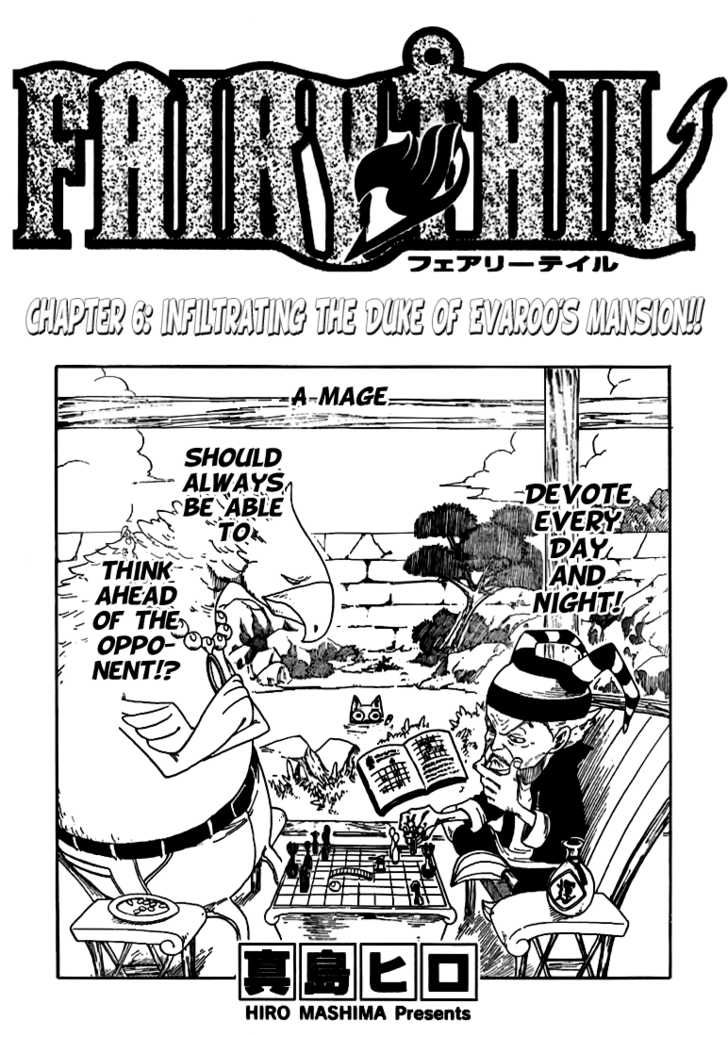 FAIRY TAIL
フェアリーテイル
CHAPTER 6: INFILTRATING THE DUKE OF EVAROO'S MANSION!!
A MAGE
SHOULD
ALWAYS
BE ABLE
TO
THINK
AHEAD
OF THE
OPPO-
NENT!?
DEVOTE
EVERY
DAY
AND
NIGHT!
真島ヒロ
HIRO MASHIMA Presents